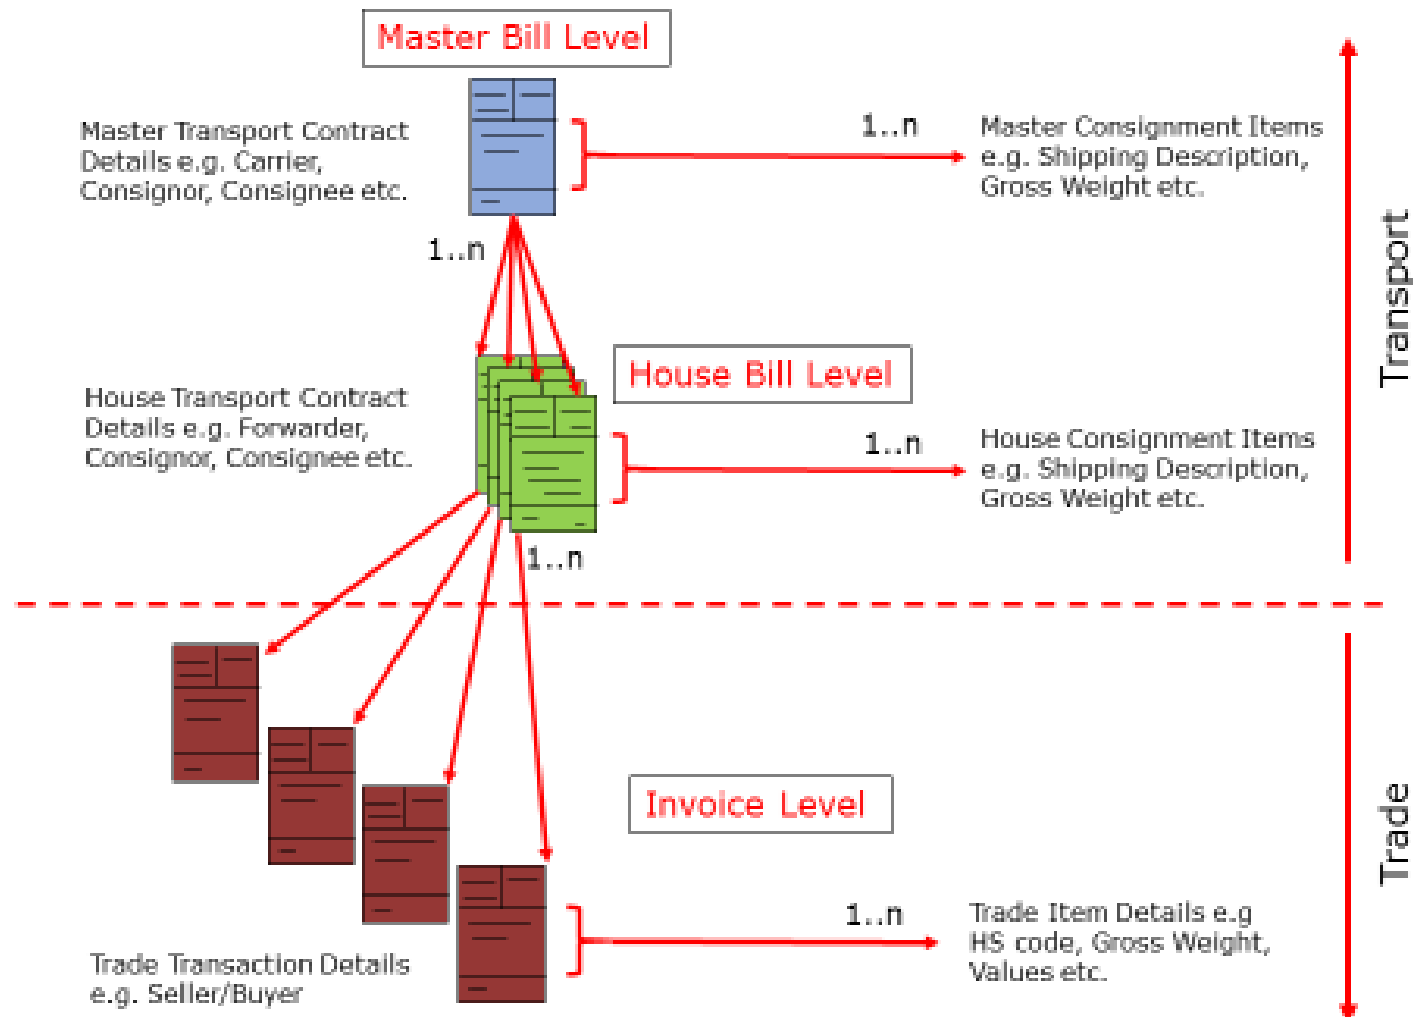 Master Bill Level
Master Transport Contract
Details e.g. Carrier,
Consignor, Consignee etc.
1..n
Master Consignment Items
e.g. Shipping Description,
Gross Weight etc.
1..n
Transport
House Bill Level
House Transport Contract
Details e.g. Forwarder,
Consignor, Consignee etc.
1..n
House Consignment Items
e.g. Shipping Description,
Gross Weight etc.
1..n
Invoice Level
Trade
1..n
Trade Item Details e.g
HS code, Gross Weight,
Values etc.
Trade Transaction Details
e.g. Seller/Buyer